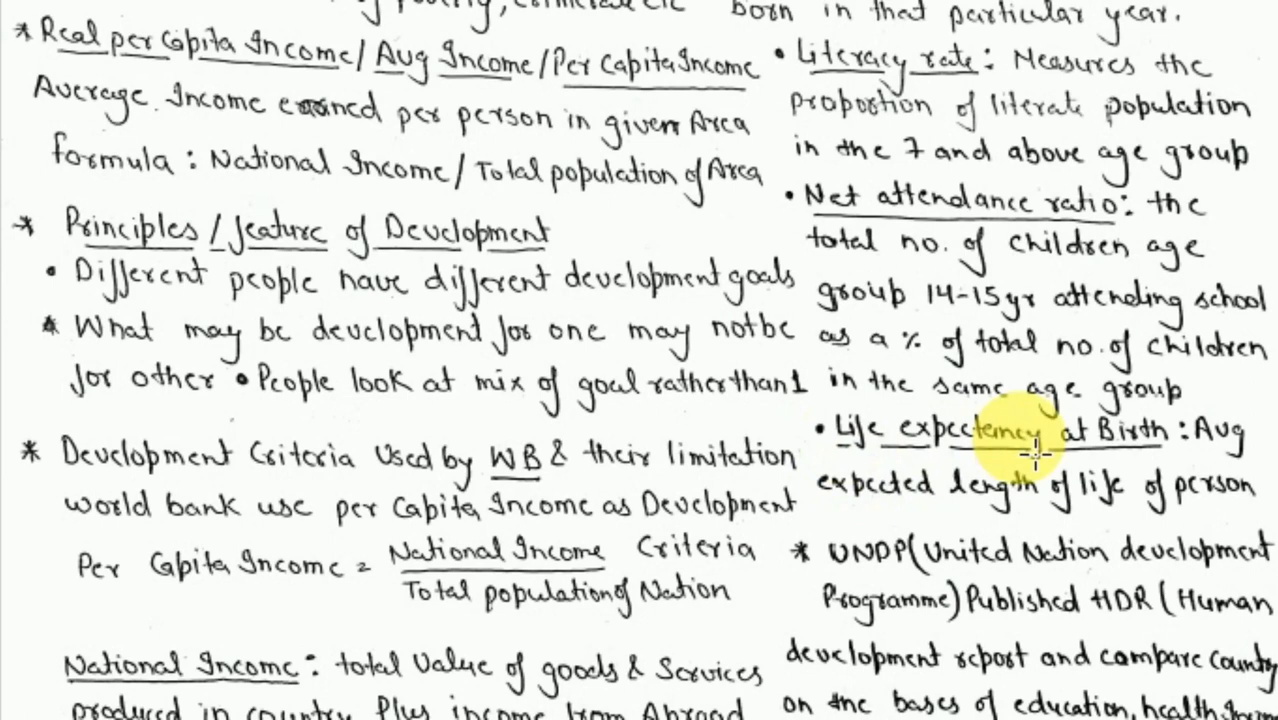 * Real per Capita Income/ Avg Income/Per capita Income
Average Income earned per person in given Area
formula : National Income / Total population of Area
* Principles / feature of Development
• Different people have different development goals
* What may be development for one may not be
for other • People look at mix of goal rather than 1
* Development Criteria Used by WB & their limitation
world bank use per Capita Income as Development
Per Capita Income = National Income Criteria
Total population of Nation
National Income : total Value of goods & Services
produced in country Plus income from Abroad
born in that particular year.
• Literacy rate : Measures the
proportion of literate population
in the 7 and above age group
• Net attendance ratio : the
total no. of children age
group 14-15 yr attending school
as a % of total no. of children
in the same age group
• Life expectency at Birth : Avg
expected length of life of person
* UNDP (United Nation development
Programme) Published HDR (Human
development report and compare country
on the bases of education, health,